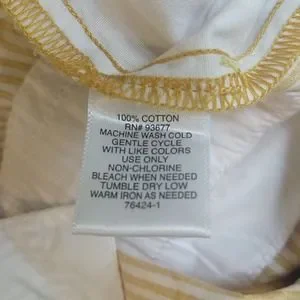 100% COTTON
RN# 93677
MACHINE WASH COLD
GENTLE CYCLE
WITH LIKE COLORS
USE ONLY
NON-CHLORINE
BLEACH WHEN NEEDED
TUMBLE DRY LOW
WARM IRON AS NEEDED
76424-1